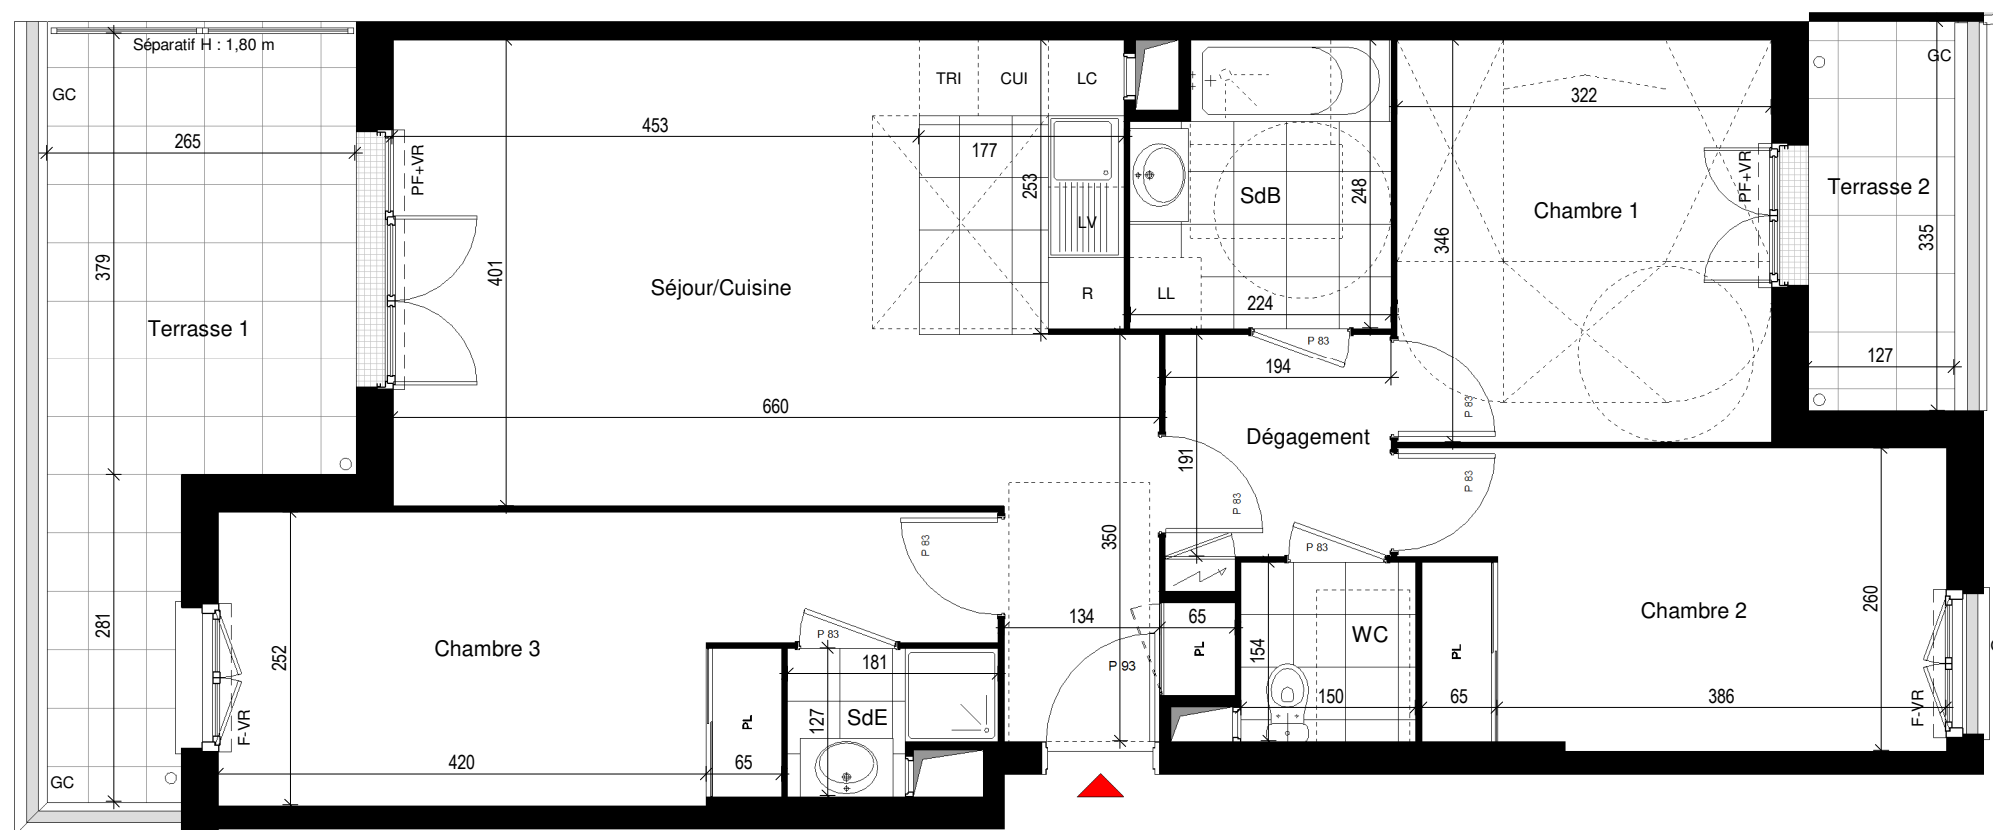 Séparatif H : 1,80 m
GC
GC
TRI
CUI
LC
322
453
265
177
PF+VR
253
248
SdB
PF+VR
Terrasse 2
Chambre 1
LV
346
335
379
401
Séjour/Cuisine
R
LL
224
Terrasse 1
P 83
127
194
660
P 83
Dégagement
191
P 83
P 83
350
P 83
P 83
281
252
Chambre 3
P 83
134
65
154
WC
Chambre 2
260
PL
PL
P 93
181
150
65
386
F-VR
127
SdE
PL
F-VR
420
65
GC